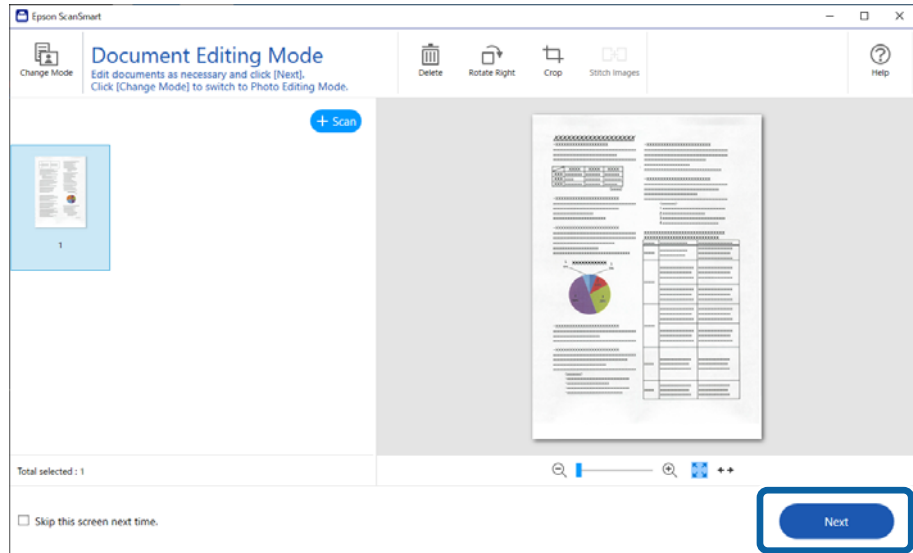 Epson ScanSmart
Change Mode
Document Editing Mode
Edit documents as necessary and click [Next].
Click [Change Mode] to switch to Photo Editing Mode.
Delete
Rotate Right
Crop
Stitch Images
Help
+ Scan
1
Total selected : 1
Skip this screen next time.
Next